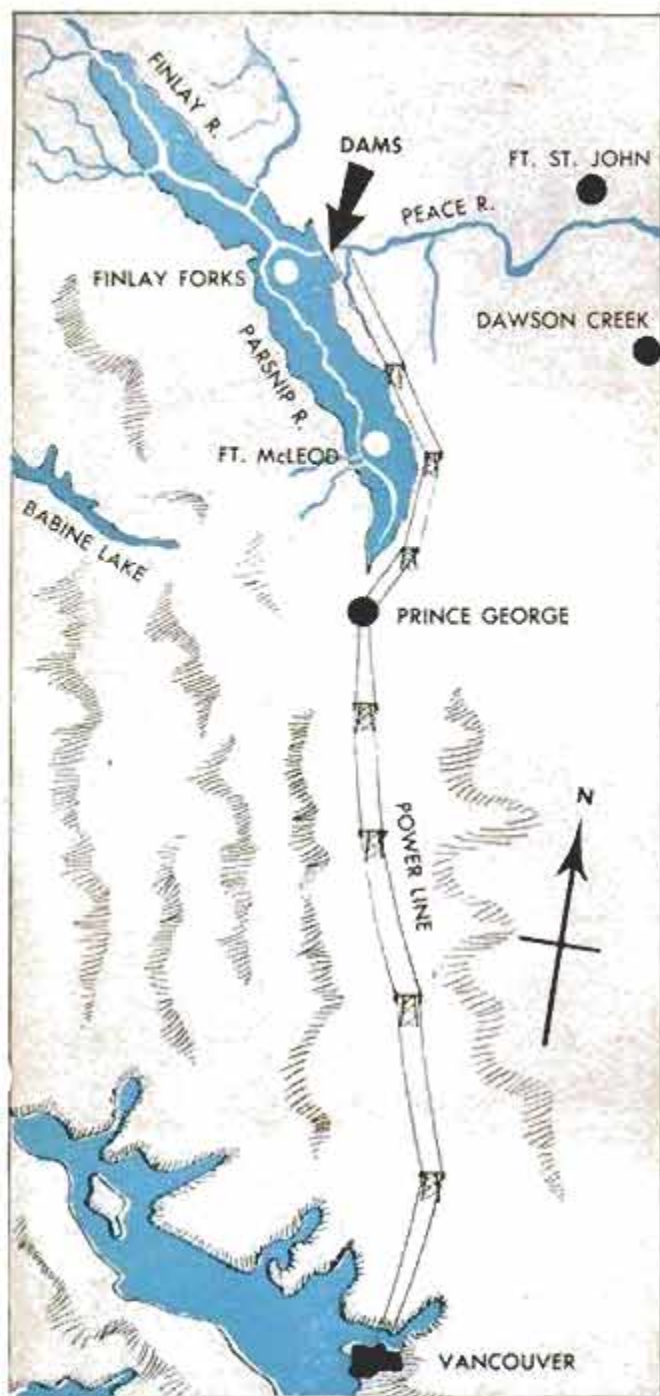 FINLAY R.
DAMS
FT. ST. JOHN
PEACE R.
FINLAY FORKS
DAWSON CREEK
PARSNIP R.
FT. McLEOD
BABINE LAKE
PRINCE GEORGE
N
POWER LINE
VANCOUVER